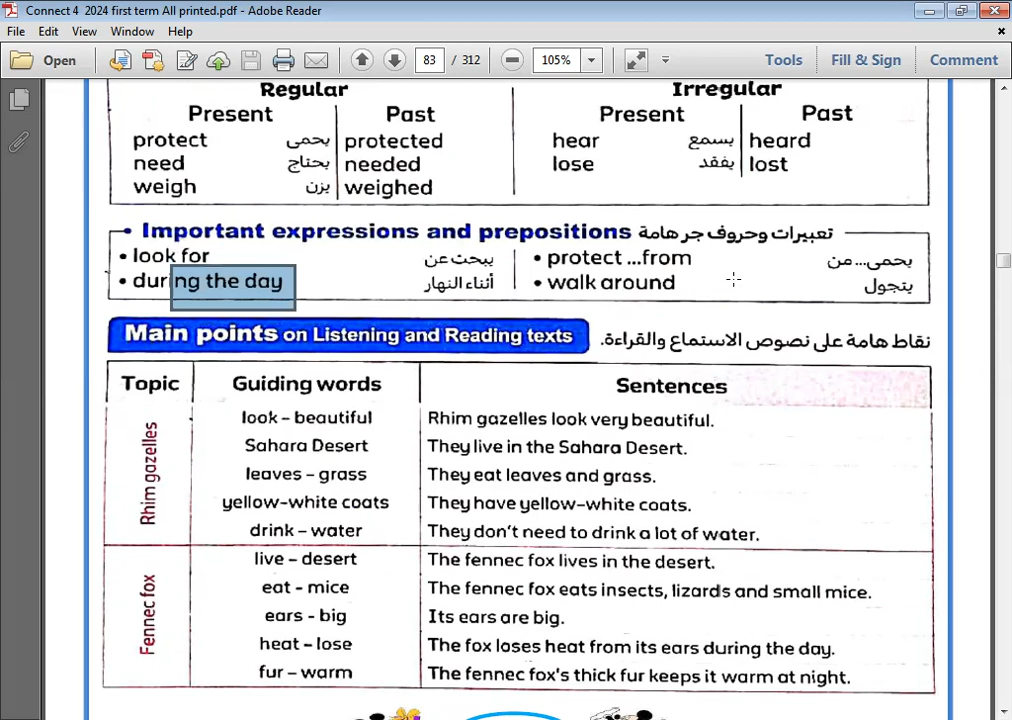 Connect 4 2024 first term All printed.pdf - Adobe Reader
File Edit View Window Help
Open 83 / 312 105% Tools Fill & Sign Comment
Regular Irregular
Present Past Present Past
protect يحمى protected hear يسمع heard
need يحتاج needed lose يفقد lost
weigh يزن weighed
• Important expressions and prepositions تعبيرات وحروف جر هامة
• look for يبحث عن • protect ...from يحمى... من
• during the day أثناء النهار • walk around يتجول
Main points on Listening and Reading texts نقاط هامة على نصوص الاستماع والقراءة.
Topic Guiding words Sentences
Rhim gazelles
look – beautiful Rhim gazelles look very beautiful.
Sahara Desert They live in the Sahara Desert.
leaves – grass They eat leaves and grass.
yellow-white coats They have yellow-white coats.
drink – water They don't need to drink a lot of water.
Fennec fox
live – desert The fennec fox lives in the desert.
eat - mice The fennec fox eats insects, lizards and small mice.
ears - big Its ears are big.
heat – lose The fox loses heat from its ears during the day.
fur – warm The fennec fox's thick fur keeps it warm at night.